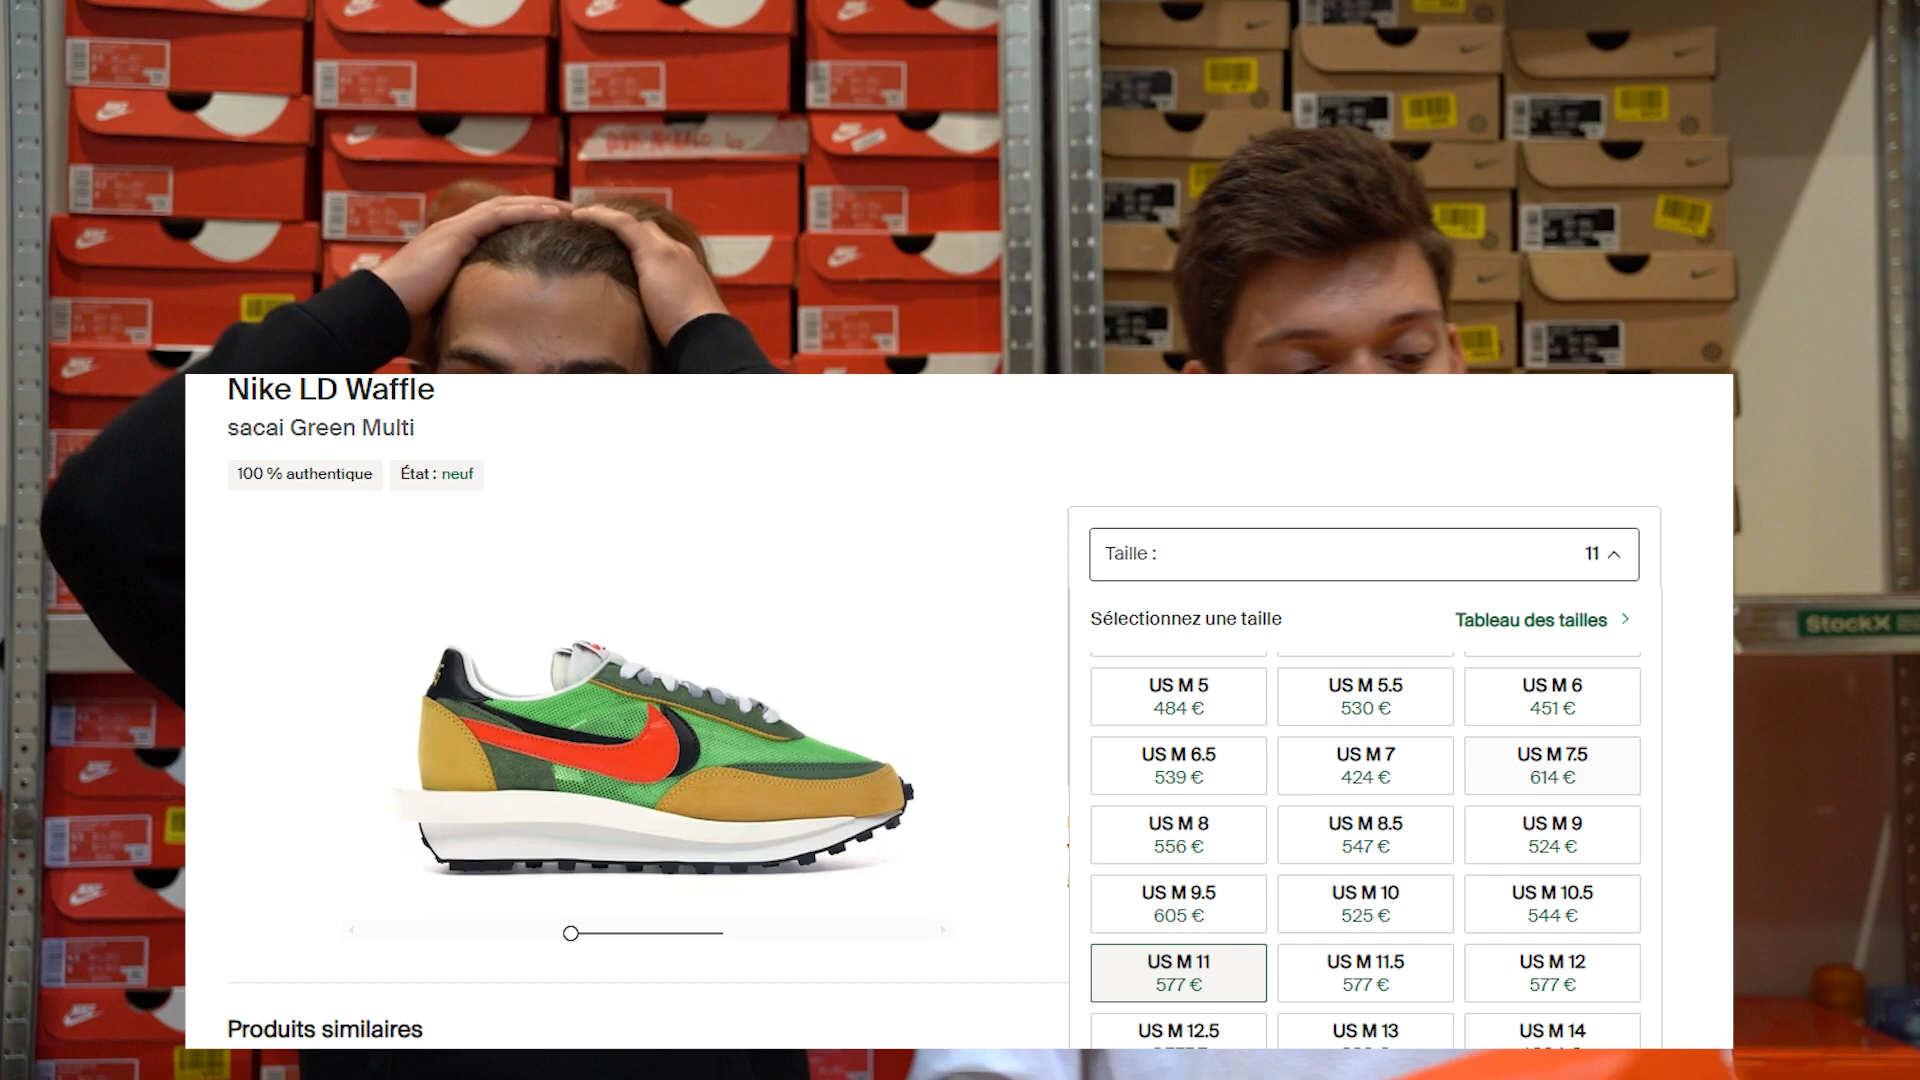 Nike LD Waffle
sacai Green Multi
100 % authentique
État : neuf
Taille :
11
Sélectionnez une taille
Tableau des tailles
US M 5
484 €
US M 5.5
530 €
US M 6
451 €
US M 6.5
539 €
US M 7
424 €
US M 7.5
614 €
US M 8
556 €
US M 8.5
547 €
US M 9
524 €
US M 9.5
605 €
US M 10
525 €
US M 10.5
544 €
US M 11
577 €
US M 11.5
577 €
US M 12
577 €
US M 12.5
US M 13
US M 14
Produits similaires
StockX